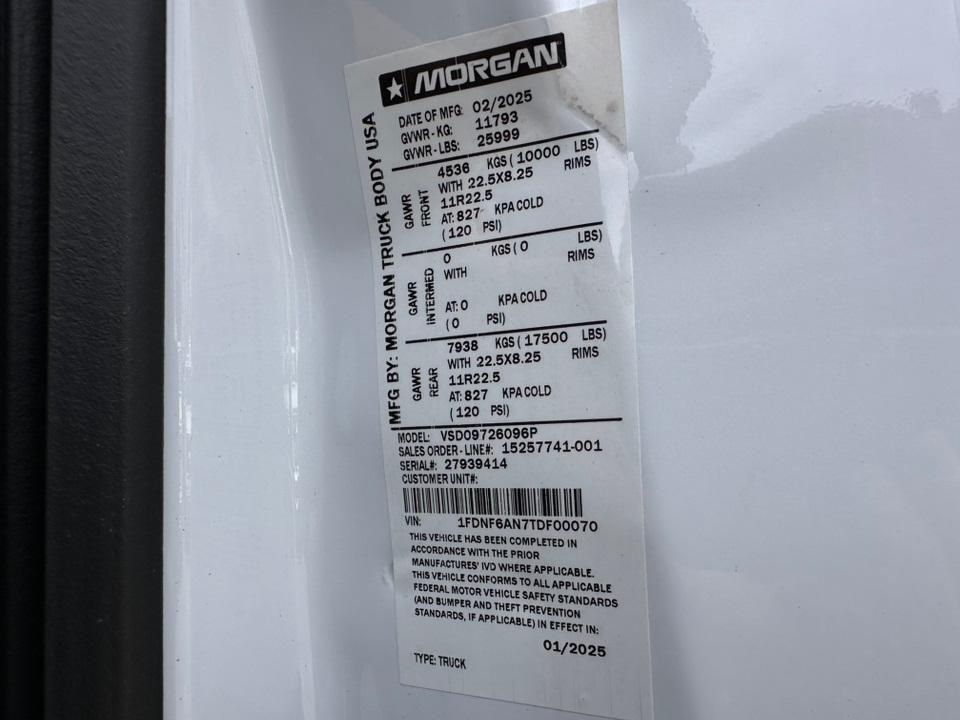 MORGAN
MFG BY: MORGAN TRUCK BODY USA
DATE OF MFG: 02/2025
GVWR - KG: 11793
GVWR - LBS: 25999
GAWR FRONT
4536 KGS ( 10000 LBS)
WITH 22.5X8.25 RIMS
11R22.5
AT: 827 KPA COLD
( 120 PSI)
GAWR INTERMED
0 KGS ( 0 LBS)
WITH RIMS
AT: 0 KPA COLD
( 0 PSI)
GAWR REAR
7938 KGS ( 17500 LBS)
WITH 22.5X8.25 RIMS
11R22.5
AT: 827 KPA COLD
( 120 PSI)
MODEL: VSD09726096P
SALES ORDER - LINE#: 15257741-001
SERIAL#: 27939414
CUSTOMER UNIT#:
VIN: 1FDNF6AN7TDF00070
THIS VEHICLE HAS BEEN COMPLETED IN
ACCORDANCE WITH THE PRIOR
MANUFACTURES' IVD WHERE APPLICABLE.
THIS VEHICLE CONFORMS TO ALL APPLICABLE
FEDERAL MOTOR VEHICLE SAFETY STANDARDS
(AND BUMPER AND THEFT PREVENTION
STANDARDS, IF APPLICABLE) IN EFFECT IN:
01/2025
TYPE: TRUCK